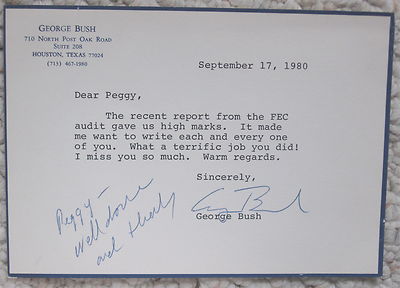 GEORGE BUSH
710 NORTH POST OAK ROAD
SUITE 208
HOUSTON, TEXAS 77024
(713) 467-1980
September 17, 1980
Dear Peggy,
The recent report from the FEC
audit gave us high marks. It made
me want to write each and every one
of you. What a terrific job you did!
I miss you so much. Warm regards.
Sincerely,
G Bush
George Bush
Peggy—
well done
and thanks